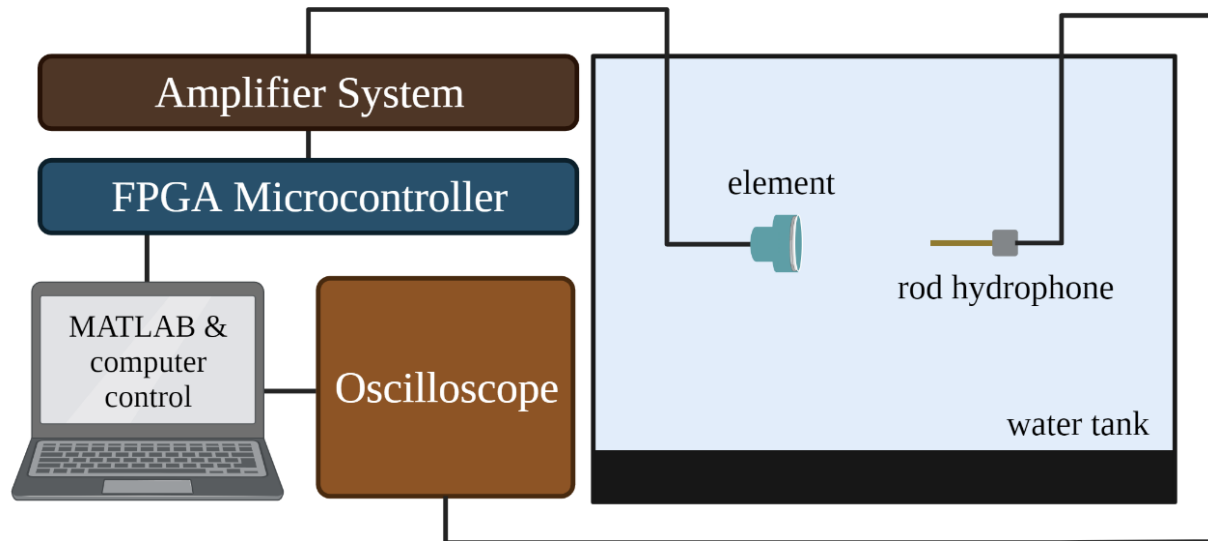 Amplifier System
FPGA Microcontroller
MATLAB &
computer
control
Oscilloscope
element
rod hydrophone
water tank